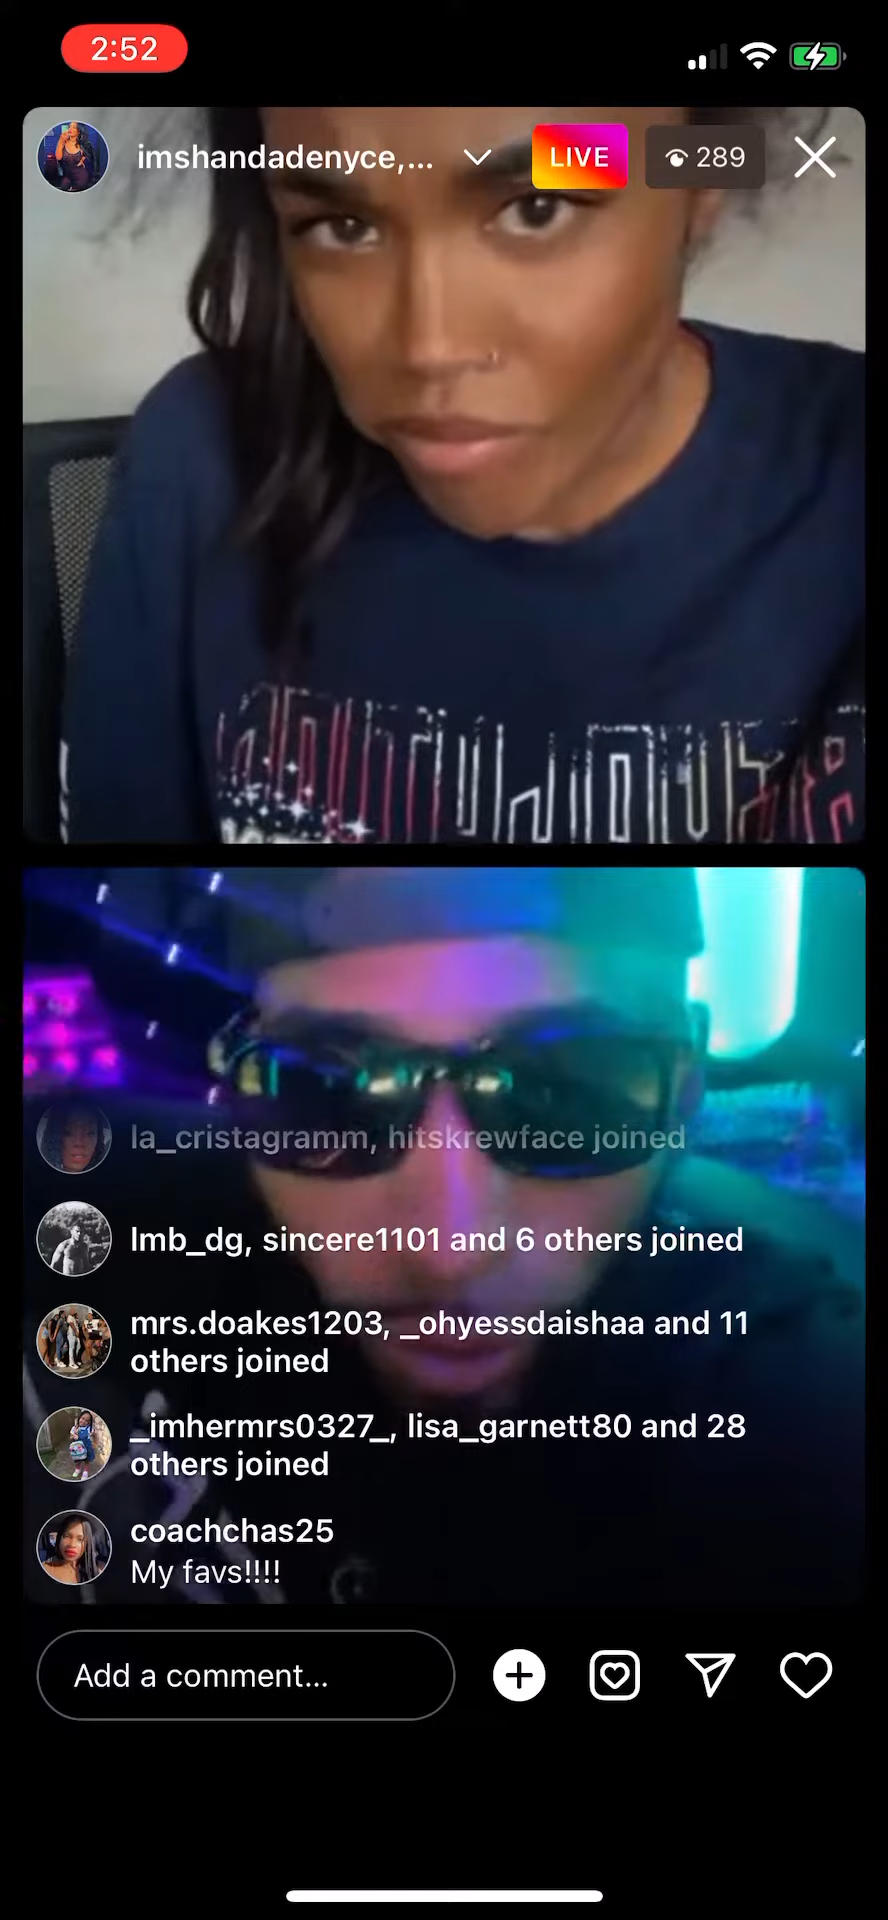 2:52
imshandadenyce,...
LIVE
289
la_cristagramm, hitskrewface joined
lmb_dg, sincere1101 and 6 others joined
mrs.doakes1203, _ohyessdaishaa and 11
others joined
_imhermrs0327_, lisa_garnett80 and 28
others joined
coachchas25
My favs!!!!
Add a comment...